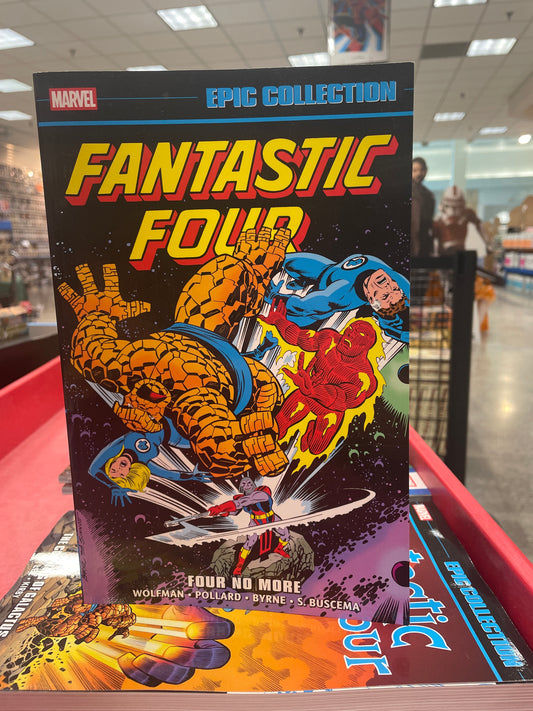 MARVEL
EPIC COLLECTION
FANTASTIC
FOUR
FOUR NO MORE
WOLFMAN • POLLARD • BYRNE • S. BUSCEMA
EPIC COLLECTION